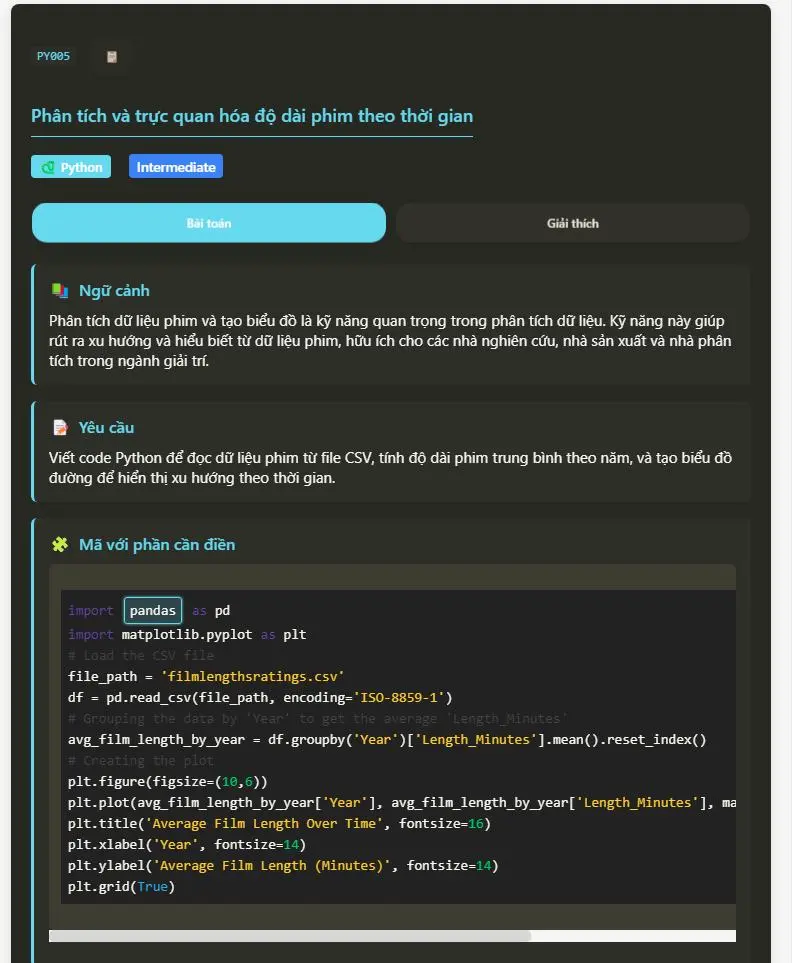 PY005
Phân tích và trực quan hóa độ dài phim theo thời gian
Python
Intermediate
Bài toán
Giải thích
Ngữ cảnh
Phân tích dữ liệu phim và tạo biểu đồ là kỹ năng quan trọng trong phân tích dữ liệu. Kỹ năng này giúp
rút ra xu hướng và hiểu biết từ dữ liệu phim, hữu ích cho các nhà nghiên cứu, nhà sản xuất và nhà phân
tích trong ngành giải trí.
Yêu cầu
Viết code Python để đọc dữ liệu phim từ file CSV, tính độ dài phim trung bình theo năm, và tạo biểu đồ
đường để hiển thị xu hướng theo thời gian.
Mã với phần cần điền
import pandas as pd
import matplotlib.pyplot as plt
# Load the CSV file
file_path = 'filmlengthsratings.csv'
df = pd.read_csv(file_path, encoding='ISO-8859-1')
# Grouping the data by 'Year' to get the average 'Length_Minutes'
avg_film_length_by_year = df.groupby('Year')['Length_Minutes'].mean().reset_index()
# Creating the plot
plt.figure(figsize=(10,6))
plt.plot(avg_film_length_by_year['Year'], avg_film_length_by_year['Length_Minutes'], ma
plt.title('Average Film Length Over Time', fontsize=16)
plt.xlabel('Year', fontsize=14)
plt.ylabel('Average Film Length (Minutes)', fontsize=14)
plt.grid(True)